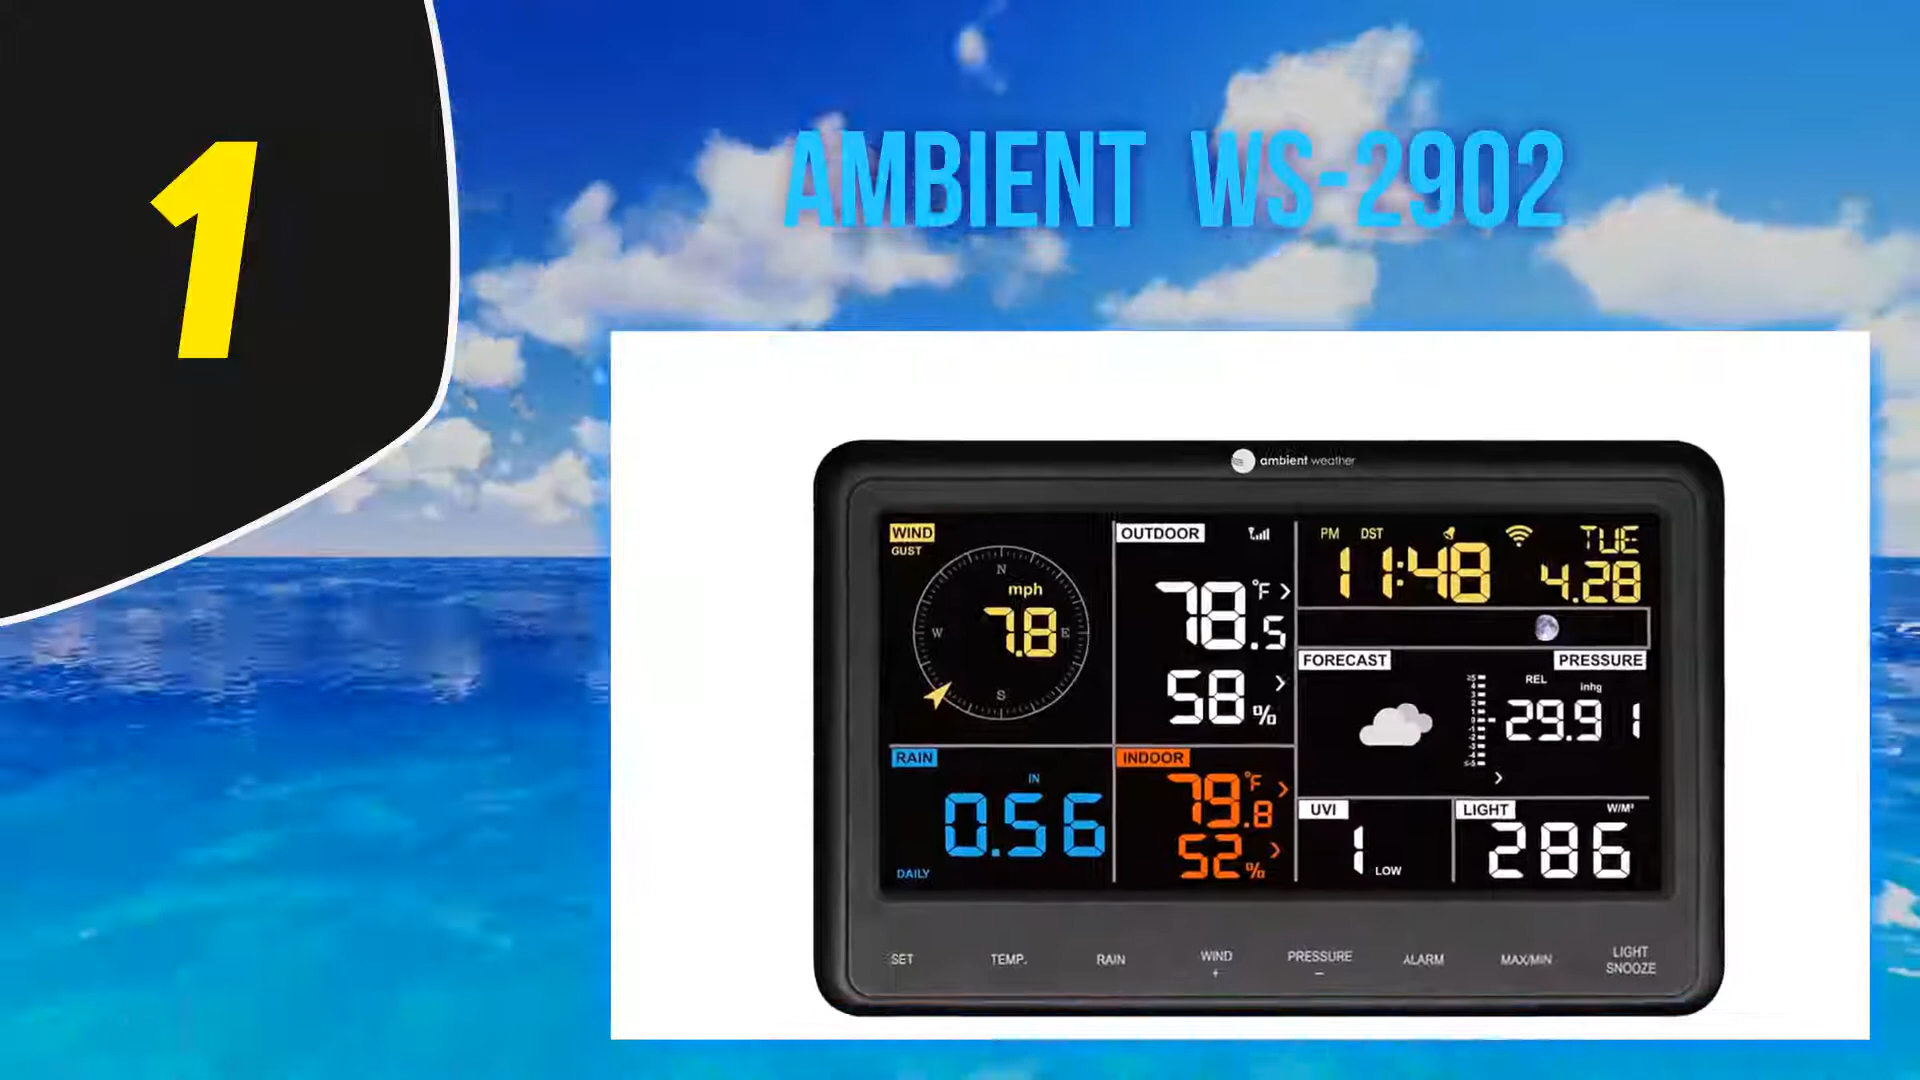 1
AMBIENT WS-2902
ambient weather
WIND
GUST
N
mph
7.8
W
E
S
OUTDOOR
78.5 °F
58 %
PM DST
TUE
11:48
4.28
FORECAST
PRESSURE
REL
inhg
29.91
RAIN
IN
0.56
DAILY
INDOOR
79.8 °F
52 %
UVI
1 LOW
LIGHT
W/M²
286
SET
TEMP.
RAIN
WIND
+
PRESSURE
−
ALARM
MAX/MIN
LIGHT
SNOOZE